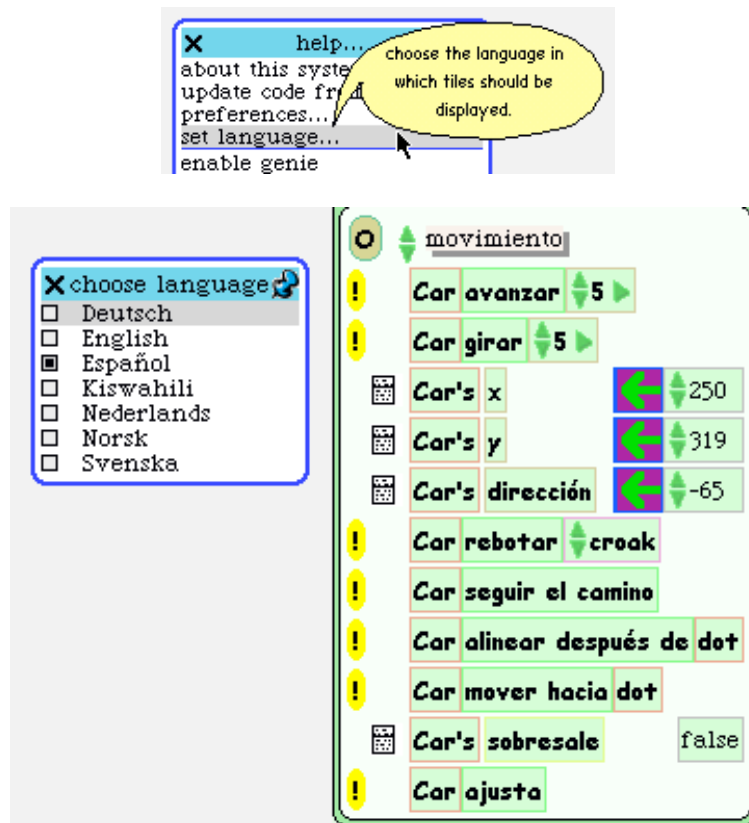 help...
choose the language in
which tiles should be
displayed.
about this syste
update code fr
preferences...
set language...
enable genie
choose language
Deutsch
English
Español
Kiswahili
Nederlands
Norsk
Svenska
O movimiento
! Car avanzar 5
! Car girar 5
Car's x 250
Car's y 319
Car's dirección -65
! Car rebotar croak
! Car seguir el camino
! Car alinear después de dot
! Car mover hacia dot
Car's sobresale false
! Car ajusta